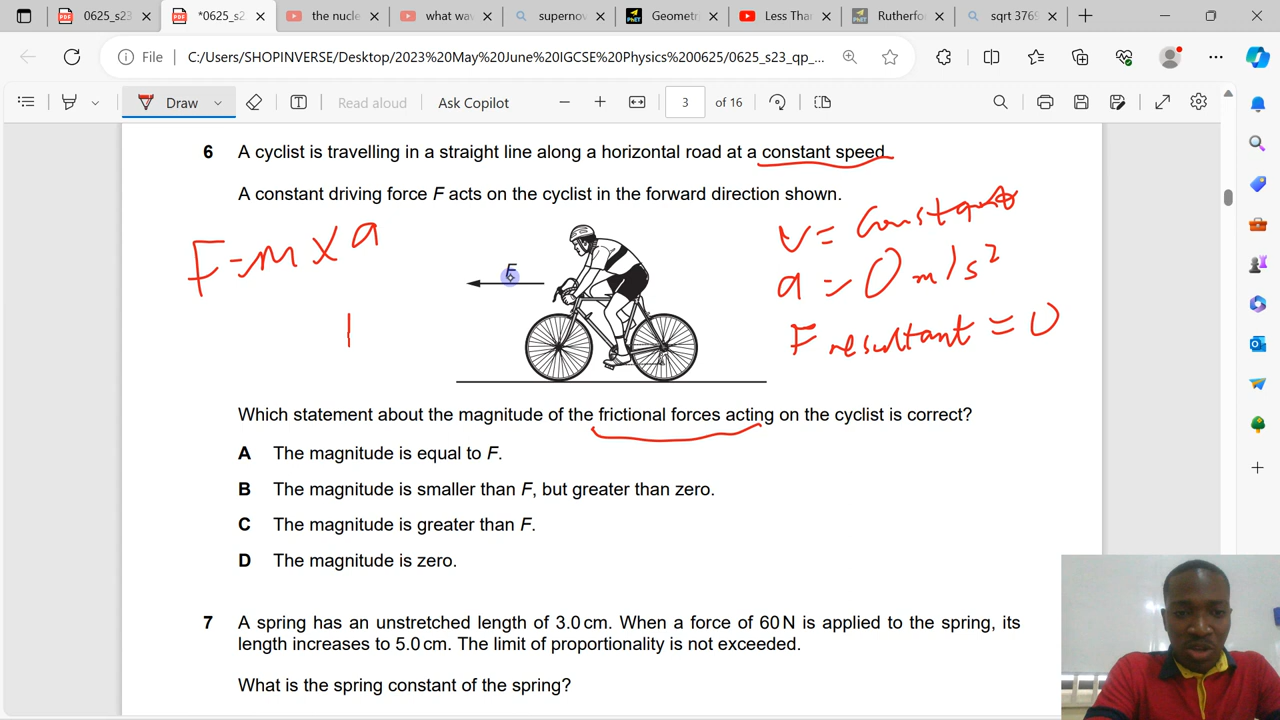 0625_s23
*0625_s2
the nucle
what wav
supernov
Geometr
Less Tha
Rutherfo
sqrt 3769
File
C:/Users/SHOPINVERSE/Desktop/2023%20May%20June%20IGCSE%20Physics%200625/0625_s23_qp_...
Draw
Read aloud
Ask Copilot
3
of 16
6 A cyclist is travelling in a straight line along a horizontal road at a constant speed.
A constant driving force F acts on the cyclist in the forward direction shown.
F = m x a
F
v = constant
a = 0 m/s²
F resultant = 0
Which statement about the magnitude of the frictional forces acting on the cyclist is correct?
A The magnitude is equal to F.
B The magnitude is smaller than F, but greater than zero.
C The magnitude is greater than F.
D The magnitude is zero.
7 A spring has an unstretched length of 3.0 cm. When a force of 60 N is applied to the spring, its
length increases to 5.0 cm. The limit of proportionality is not exceeded.
What is the spring constant of the spring?